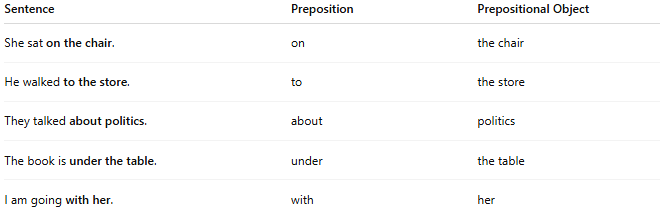 Sentence Preposition Prepositional Object
She sat on the chair. on the chair
He walked to the store. to the store
They talked about politics. about politics
The book is under the table. under the table
I am going with her. with her